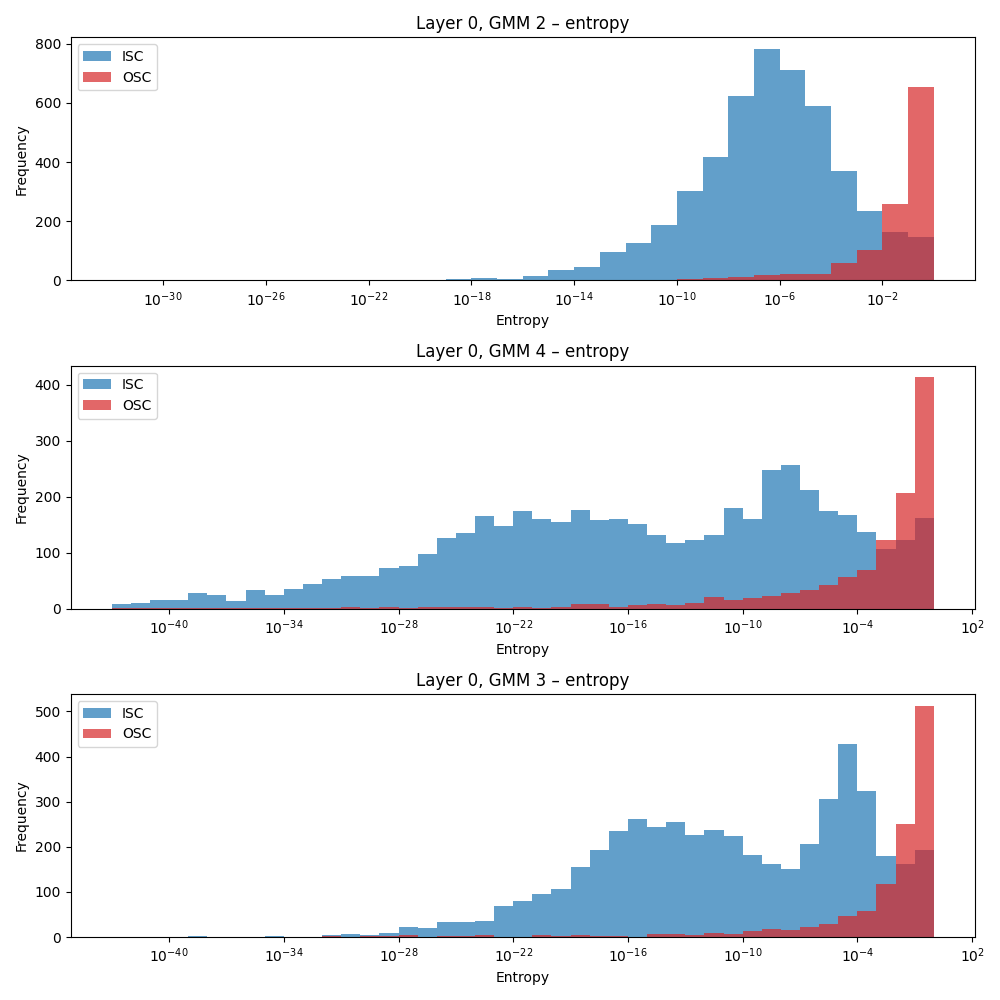 Layer 0, GMM 2 – entropy
ISC
OSC
Frequency
800
600
400
200
0
10⁻³⁰ 10⁻²⁶ 10⁻²² 10⁻¹⁸ 10⁻¹⁴ 10⁻¹⁰ 10⁻⁶ 10⁻²
Entropy
Layer 0, GMM 4 – entropy
ISC
OSC
Frequency
400
300
200
100
0
10⁻⁴⁰ 10⁻³⁴ 10⁻²⁸ 10⁻²² 10⁻¹⁶ 10⁻¹⁰ 10⁻⁴ 10²
Entropy
Layer 0, GMM 3 – entropy
ISC
OSC
Frequency
500
400
300
200
100
0
10⁻⁴⁰ 10⁻³⁴ 10⁻²⁸ 10⁻²² 10⁻¹⁶ 10⁻¹⁰ 10⁻⁴ 10²
Entropy